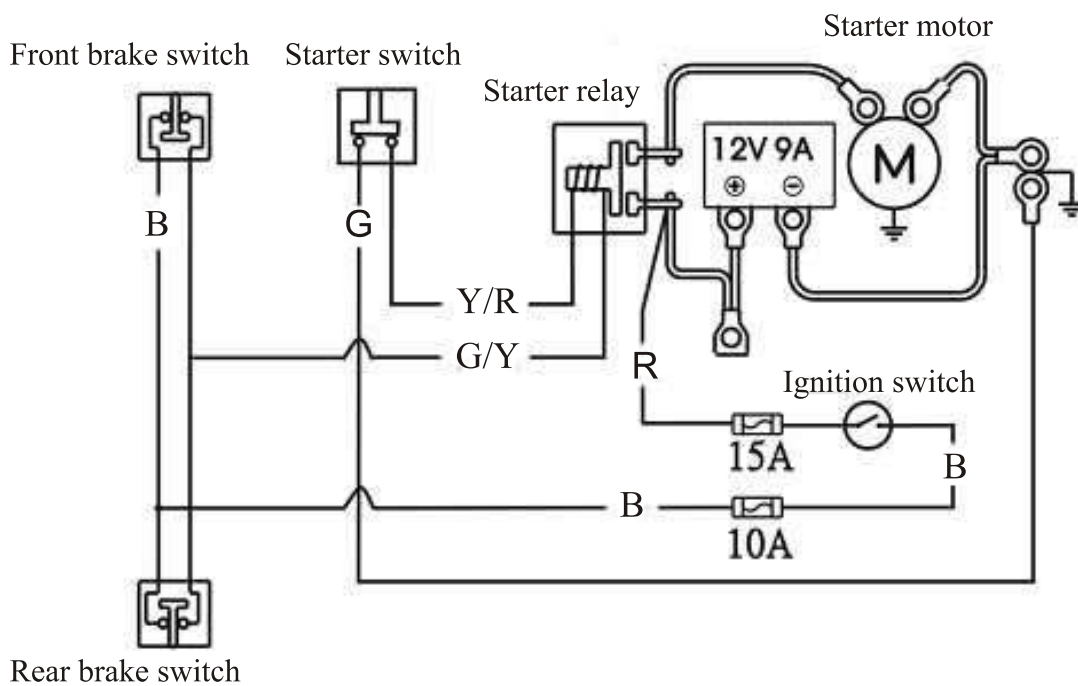 Starter motor
Front brake switch
Starter switch
Starter relay
12V 9A
+ −
M
B
G
Y/R
G/Y
R
Ignition switch
15A
B
B
10A
Rear brake switch